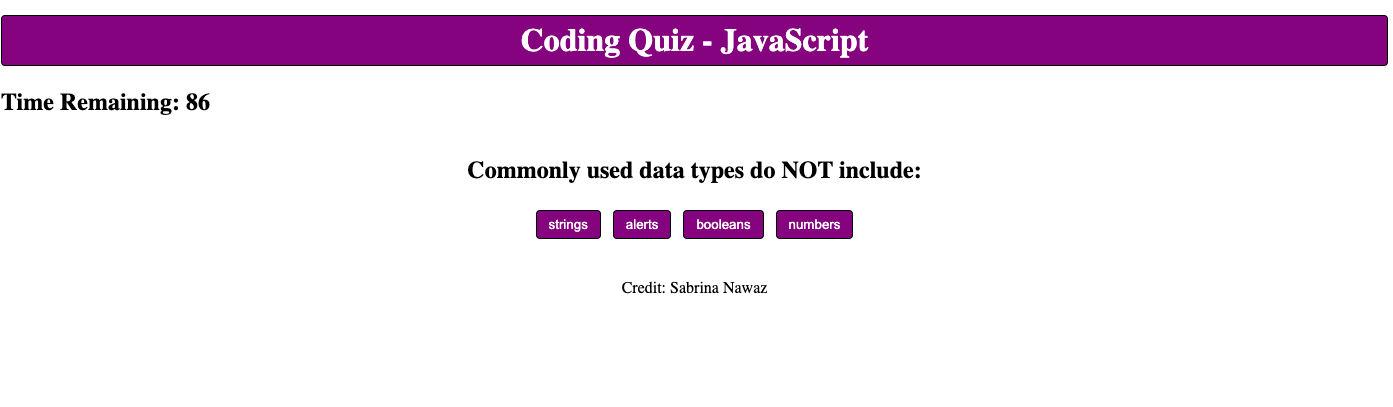 Coding Quiz - JavaScript
Time Remaining: 86
Commonly used data types do NOT include:
strings alerts booleans numbers
Credit: Sabrina Nawaz